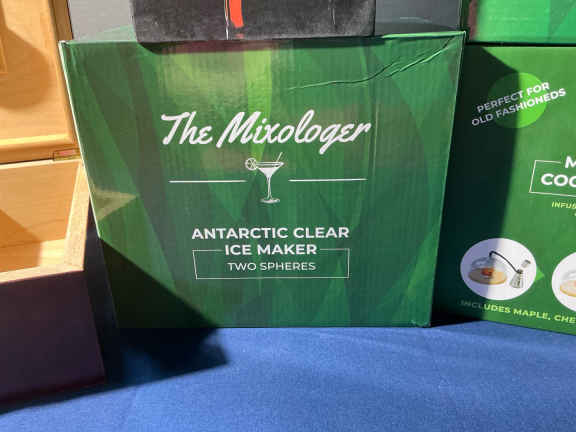 The Mixologer
ANTARCTIC CLEAR
ICE MAKER
TWO SPHERES
PERFECT FOR
OLD FASHIONEDS
INCLUDES MAPLE,